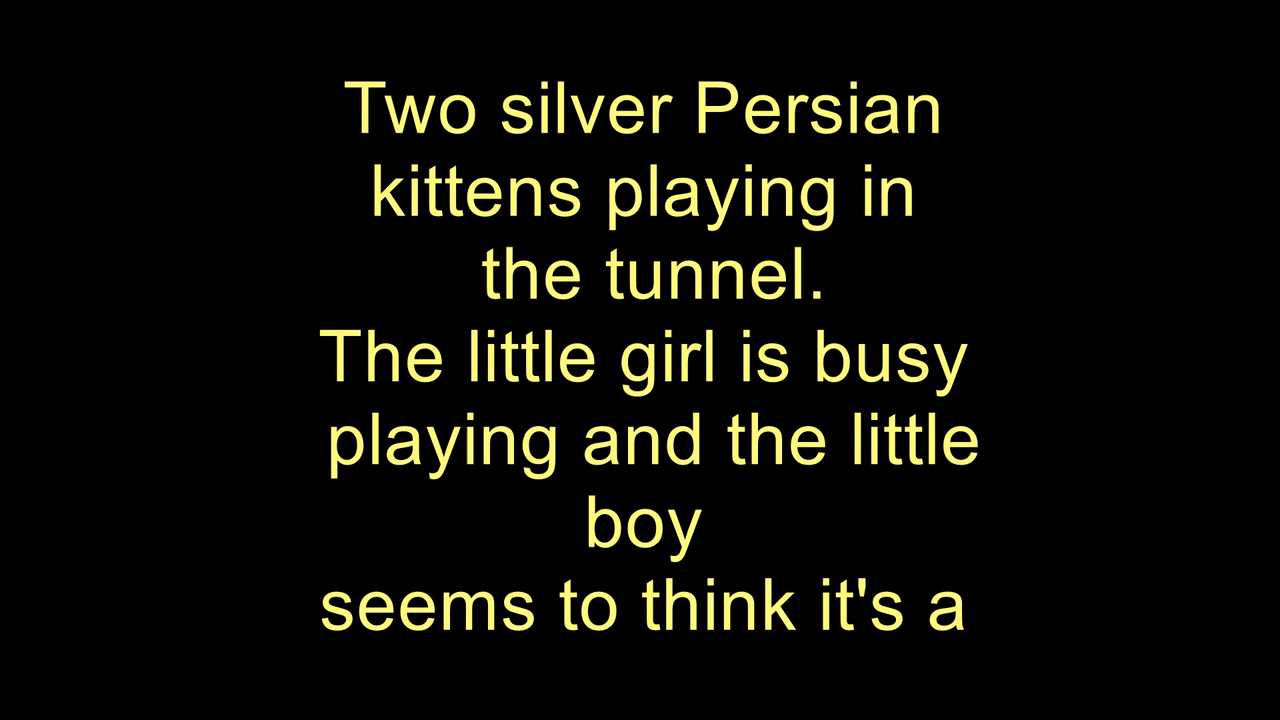 Two silver Persian
kittens playing in
the tunnel.
The little girl is busy
playing and the little
boy
seems to think it's a